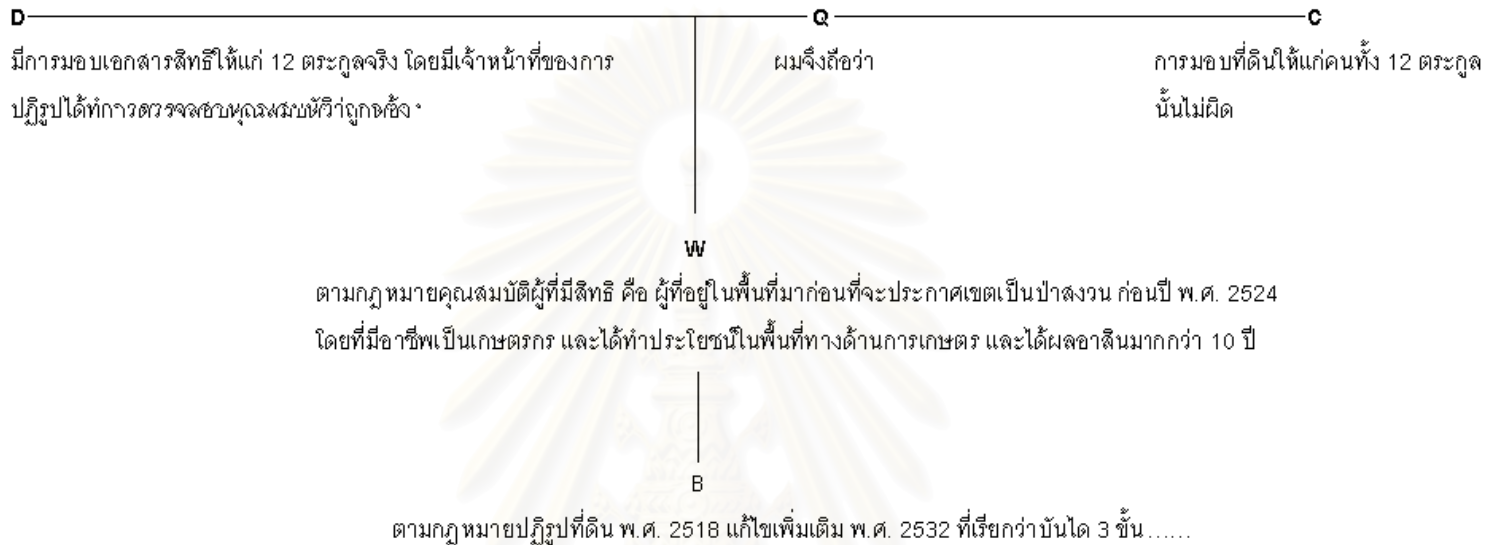 D Q C
มีการมอบเอกสารสิทธิให้แก่ 12 ตระกูลจริง โดยมีเจ้าหน้าที่ของการ ผมจึงถือว่า การมอบที่ดินให้แก่คนทั้ง 12 ตระกูล
ปฏิรูปได้ทำการตรวจสอบคุณสมบัติว่าถูกต้อง นั้นไม่ผิด
W
ตามกฎหมายคุณสมบัติผู้ที่มีสิทธิ คือ ผู้ที่อยู่ในพื้นที่มาก่อนที่จะประกาศเขตเป็นป่าสงวน ก่อนปี พ.ศ. 2524
โดยที่มีอาชีพเป็นเกษตรกร และได้ทำประโยชน์ในพื้นที่ทางด้านการเกษตร และได้ผลอาสินมากกว่า 10 ปี
B
ตามกฎหมายปฏิรูปที่ดิน พ.ศ. 2518 แก้ไขเพิ่มเติม พ.ศ. 2532 ที่เรียกว่าบันได 3 ขั้น……